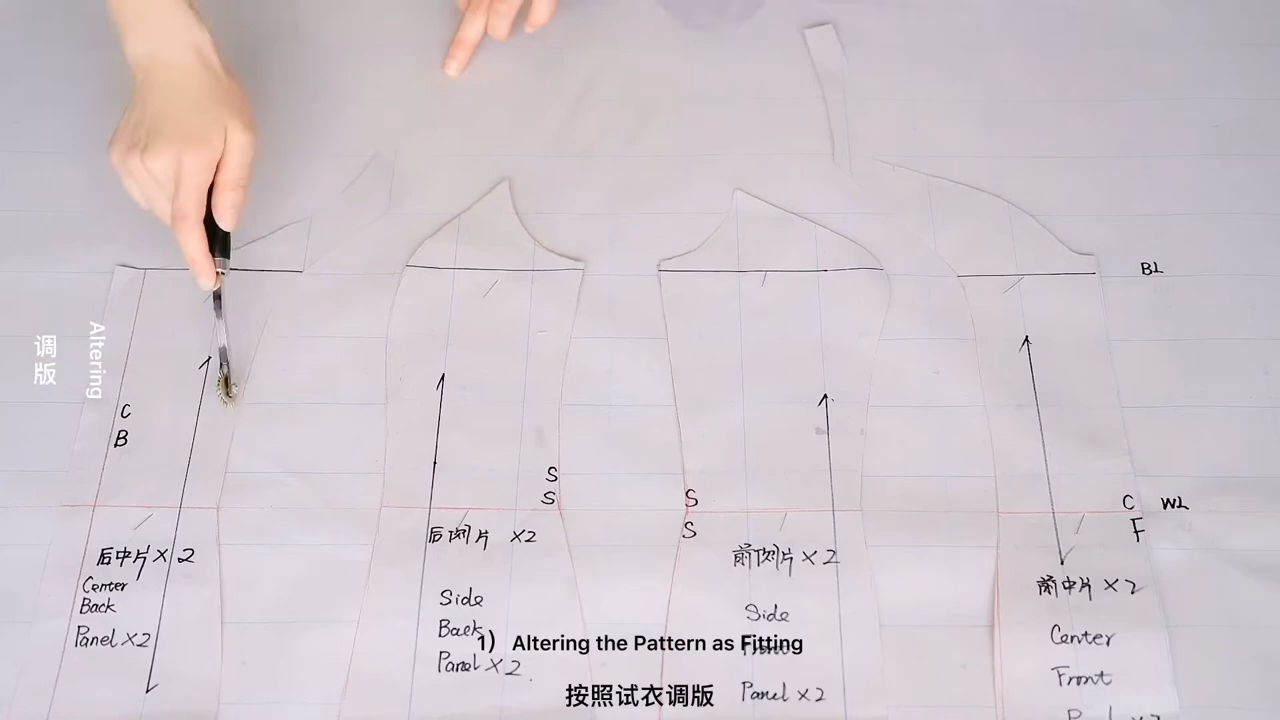 调版
Altering
BL
C
B
S
S
S
S
C
F
WL
后中片×2
Center
Back
Panel×2
后侧片 ×2
Side
Back
Panel×2
前侧片×2
Side
Front
Panel×2
前中片×2
Center
Front
1） Altering the Pattern as Fitting
按照试衣调版